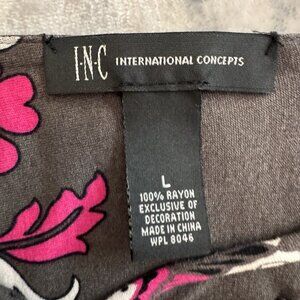 I·N·C INTERNATIONAL CONCEPTS
L
100% RAYON
EXCLUSIVE OF
DECORATION
MADE IN CHINA
WPL 8046